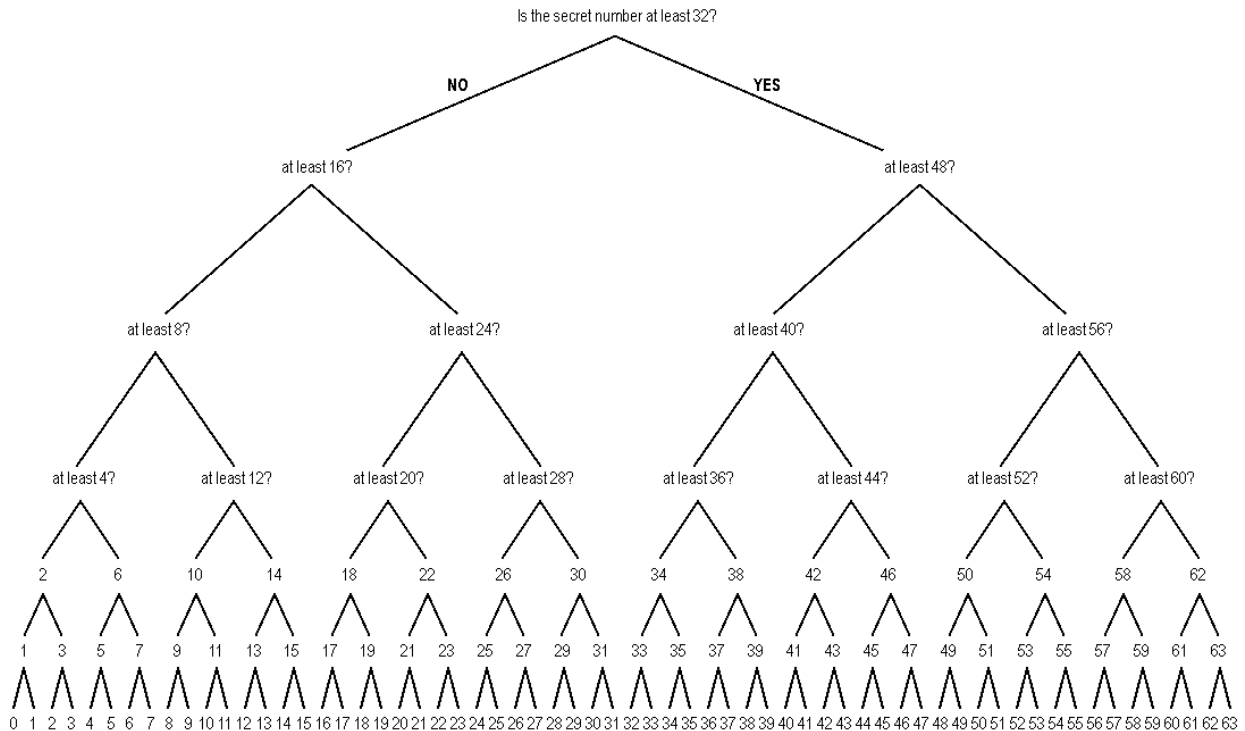 Is the secret number at least 32?
NO YES
at least 16? at least 48?
at least 8? at least 24? at least 40? at least 56?
at least 4? at least 12? at least 20? at least 28? at least 36? at least 44? at least 52? at least 60?
2 6 10 14 18 22 26 30 34 38 42 46 50 54 58 62
1 3 5 7 9 11 13 15 17 19 21 23 25 27 29 31 33 35 37 39 41 43 45 47 49 51 53 55 57 59 61 63
0 1 2 3 4 5 6 7 8 9 10 11 12 13 14 15 16 17 18 19 20 21 22 23 24 25 26 27 28 29 30 31 32 33 34 35 36 37 38 39 40 41 42 43 44 45 46 47 48 49 50 51 52 53 54 55 56 57 58 59 60 61 62 63